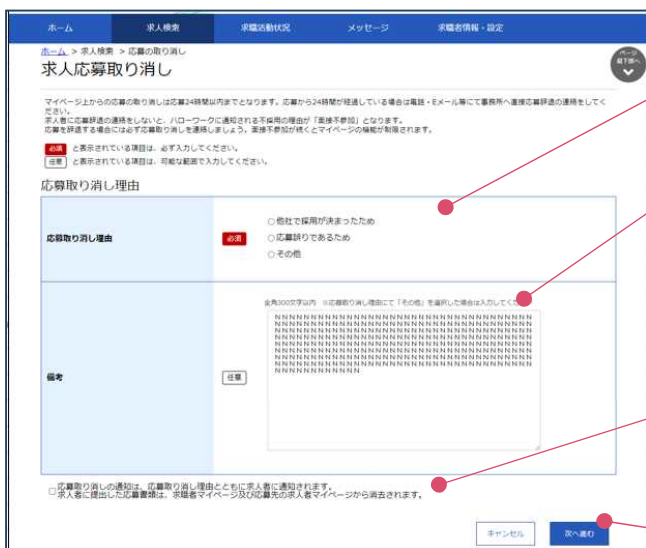 ホーム 求人検索 求職活動状況 メッセージ 求職者情報・設定
ホーム > 求人検索 > 応募の取り消し
求人応募取り消し
ページ
最下部へ
マイページ上からの応募の取り消しは応募24時間以内までとなります。応募から24時間が経過している場合は電話・Eメール等にて事務所へ直接応募辞退の連絡をしてく
ださい。
求人者に応募辞退の連絡をしないと、ハローワークに通知される不採用の理由が「面接不参加」となります。
応募を辞退する場合には必ず応募取り消しを連絡しましょう。面接不参加が続くとマイページの機能が制限されます。
必須 と表示されている項目は、必ず入力してください。
任意 と表示されている項目は、可能な範囲で入力してください。
応募取り消し理由
応募取り消し理由 必須
他社で採用が決まったため
応募誤りであるため
その他
全角300文字以内 ※応募取り消し理由にて「その他」を選択した場合は入力してくだ
備考 任意
応募取り消しの通知は、応募取り消し理由とともに求人者に通知されます。
求人者に提出した応募書類は、求職者マイページ及び応募先の求人者マイページから消去されます。
キャンセル 次へ進む